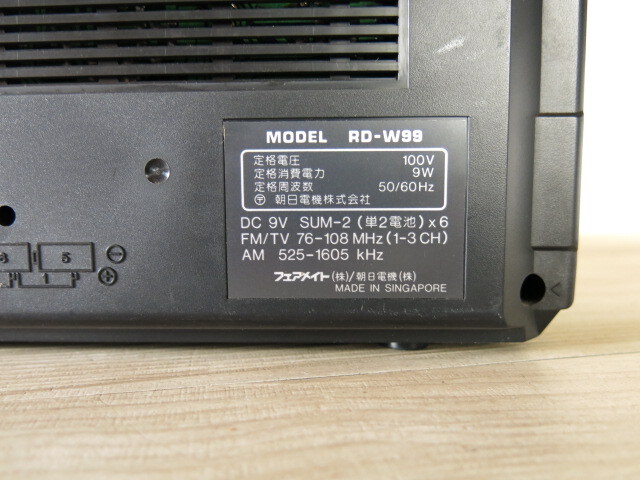 MODEL RD-W99
定格電圧 100V
定格消費電力 9W
定格周波数 50/60Hz
〒 朝日電機株式会社
DC 9V SUM-2 (単2電池) x 6
FM/TV 76-108 MHz (1-3 CH)
AM 525-1605 kHz
フェアメイト(株)/朝日電機(株)
MADE IN SINGAPORE
5 ⊖
1 ⊕